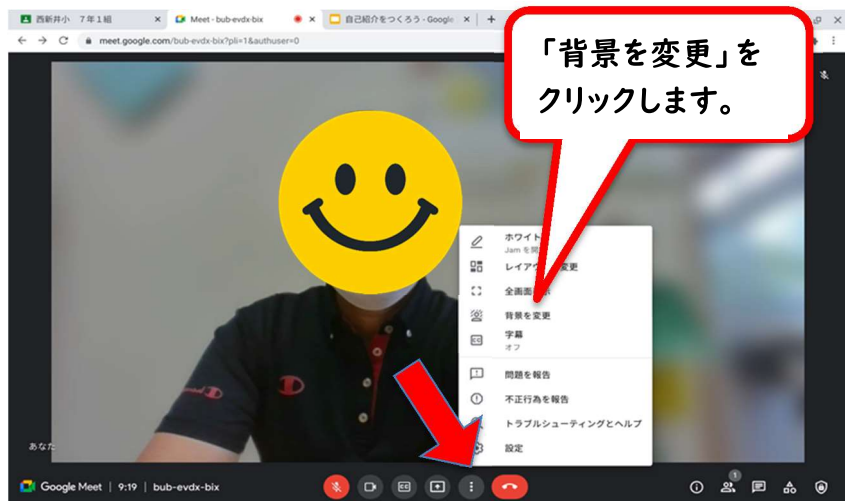 西新井小 7年1組
Meet - bub-evdx-bix
自己紹介をつくろう - Google
meet.google.com/bub-evdx-bix?pli=1&authuser=0
「背景を変更」を
クリックします。
ホワイト
Jam を開
レイアウ 変更
全画面
背景を変更
字幕
オフ
問題を報告
不正行為を報告
トラブルシューティングとヘルプ
設定
Champion
あなた
Google Meet | 9:19 | bub-evdx-bix
1